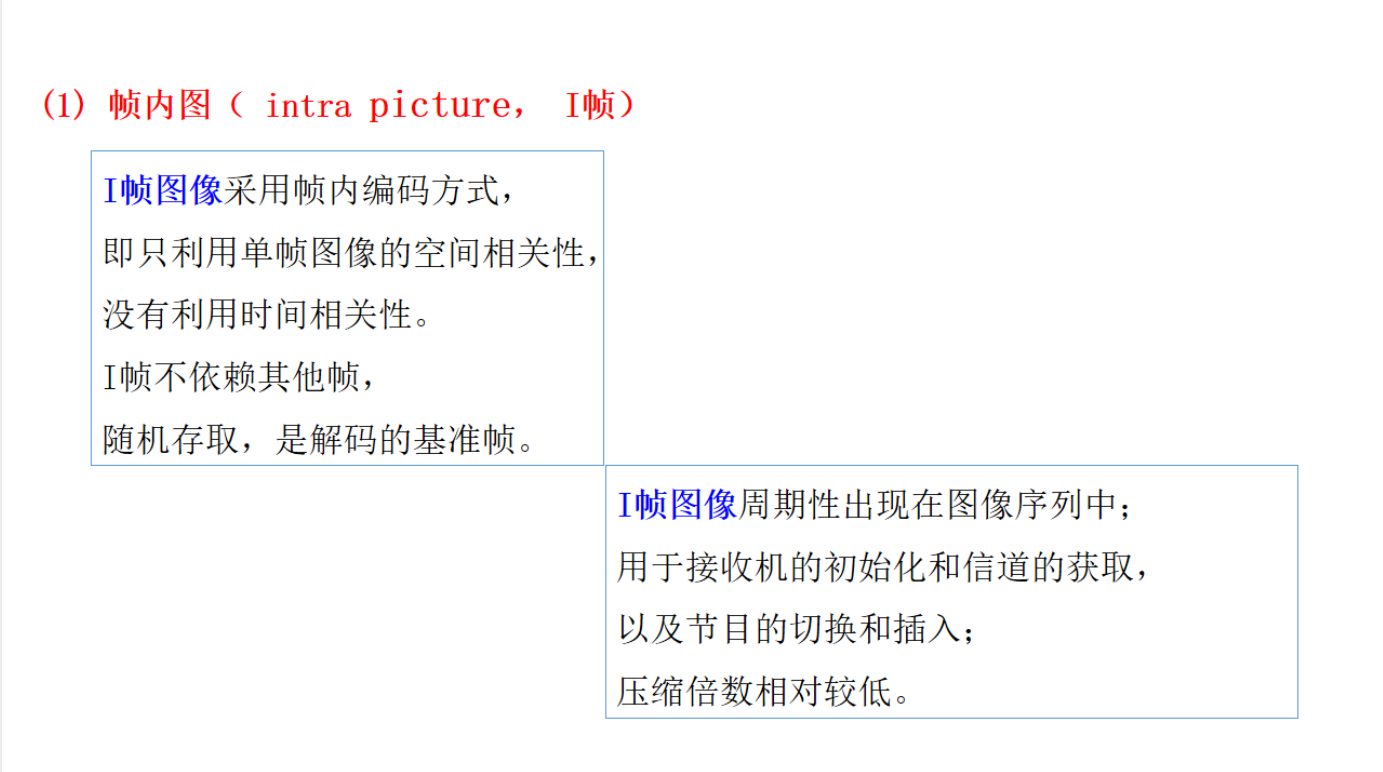 (1) 帧内图（ intra picture， I帧）
I帧图像采用帧内编码方式，
即只利用单帧图像的空间相关性，
没有利用时间相关性。
I帧不依赖其他帧，
随机存取，是解码的基准帧。
I帧图像周期性出现在图像序列中；
用于接收机的初始化和信道的获取，
以及节目的切换和插入；
压缩倍数相对较低。